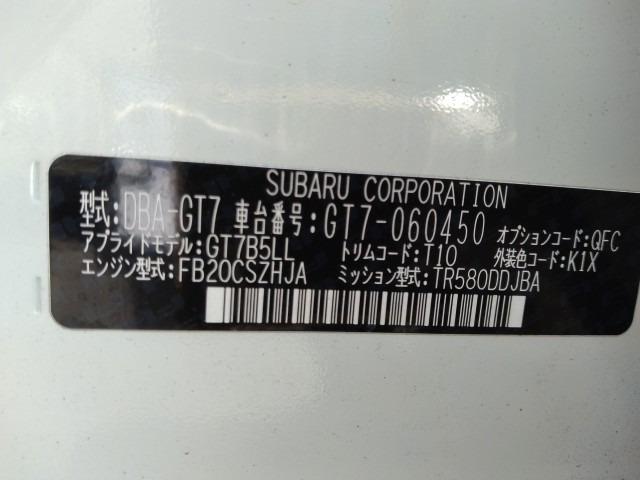 SUBARU CORPORATION
型式:DBA-GT7 車台番号:GT7-060450 オプションコード:QFC
アプライドモデル:GT7B5LL トリムコード:T10 外装色コード:K1X
エンジン型式:FB20CSZHJA ミッション型式:TR580DDJBA